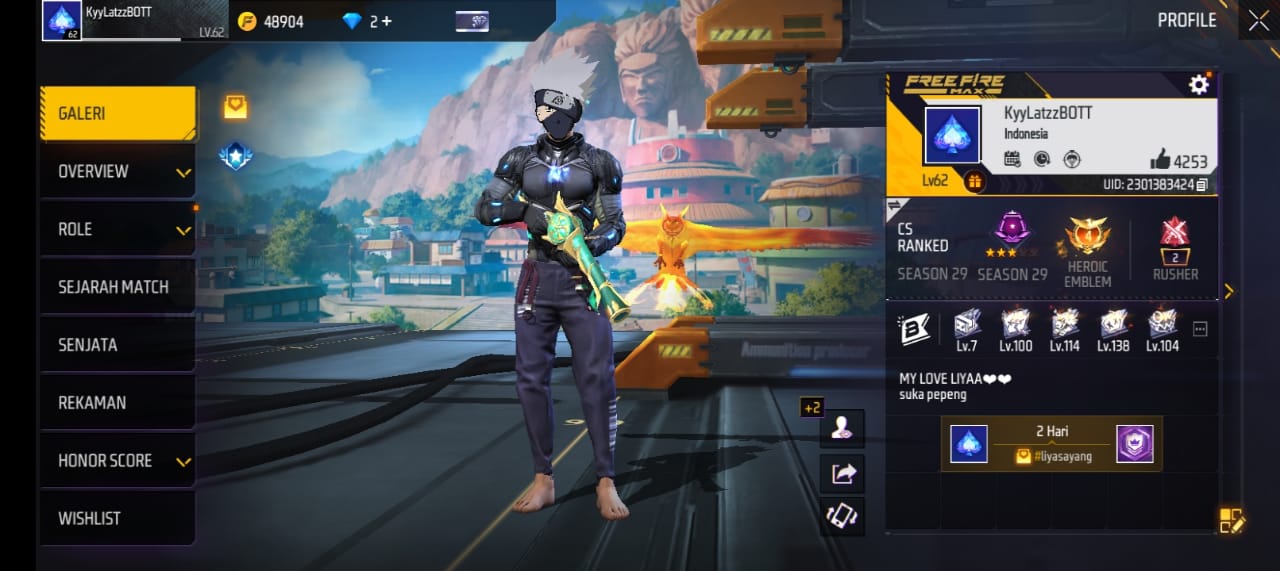 KyyLatzzBOTT
62
LV.62
48904
2 +
PROFILE
GALERI
OVERVIEW
ROLE
SEJARAH MATCH
SENJATA
REKAMAN
HONOR SCORE
WISHLIST
Ammunition producer
+2
FREE FIRE
MAX
KyyLatzzBOTT
Indonesia
4253
Lv62
UID: 2301383424
CS
RANKED
SEASON 29
SEASON 29
HEROIC
EMBLEM
2
RUSHER
Lv.7
Lv.100
Lv.114
Lv.138
Lv.104
MY LOVE LIYAA❤❤
suka pepeng
2 Hari
#liyasayang